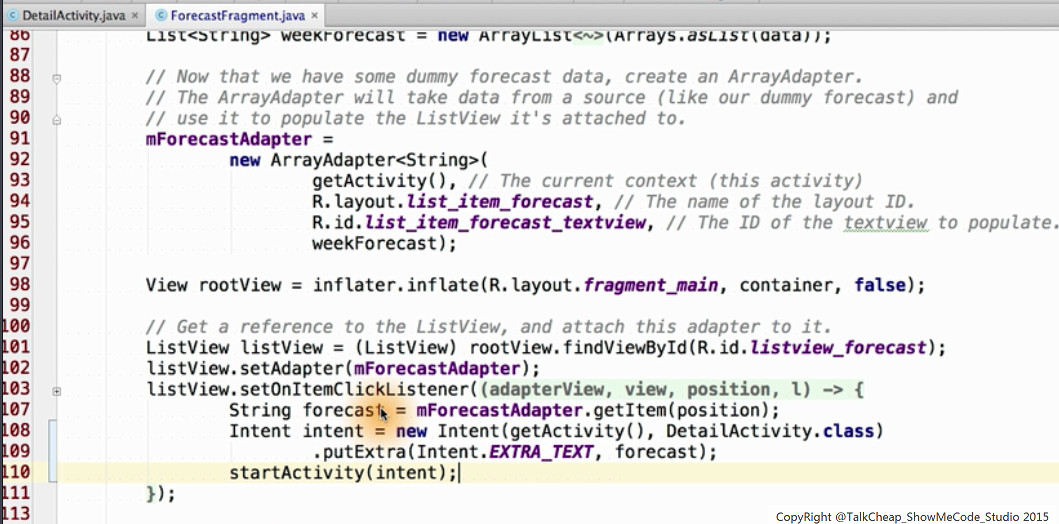 DetailActivity.java × ForecastFragment.java ×
86 List<String> weekForecast = new ArrayList<~>(Arrays.asList(data));
87
88 // Now that we have some dummy forecast data, create an ArrayAdapter.
89 // The ArrayAdapter will take data from a source (like our dummy forecast) and
90 // use it to populate the ListView it's attached to.
91 mForecastAdapter =
92 new ArrayAdapter<String>(
93 getActivity(), // The current context (this activity)
94 R.layout.list_item_forecast, // The name of the layout ID.
95 R.id.list_item_forecast_textview, // The ID of the textview to populate.
96 weekForecast);
97
98 View rootView = inflater.inflate(R.layout.fragment_main, container, false);
99
100 // Get a reference to the ListView, and attach this adapter to it.
101 ListView listView = (ListView) rootView.findViewById(R.id.listview_forecast);
102 listView.setAdapter(mForecastAdapter);
103 listView.setOnItemClickListener((adapterView, view, position, l) -> {
107 String forecast = mForecastAdapter.getItem(position);
108 Intent intent = new Intent(getActivity(), DetailActivity.class)
109 .putExtra(Intent.EXTRA_TEXT, forecast);
110 startActivity(intent);
111 });
113
CopyRight @TalkCheap_ShowMeCode_Studio 2015